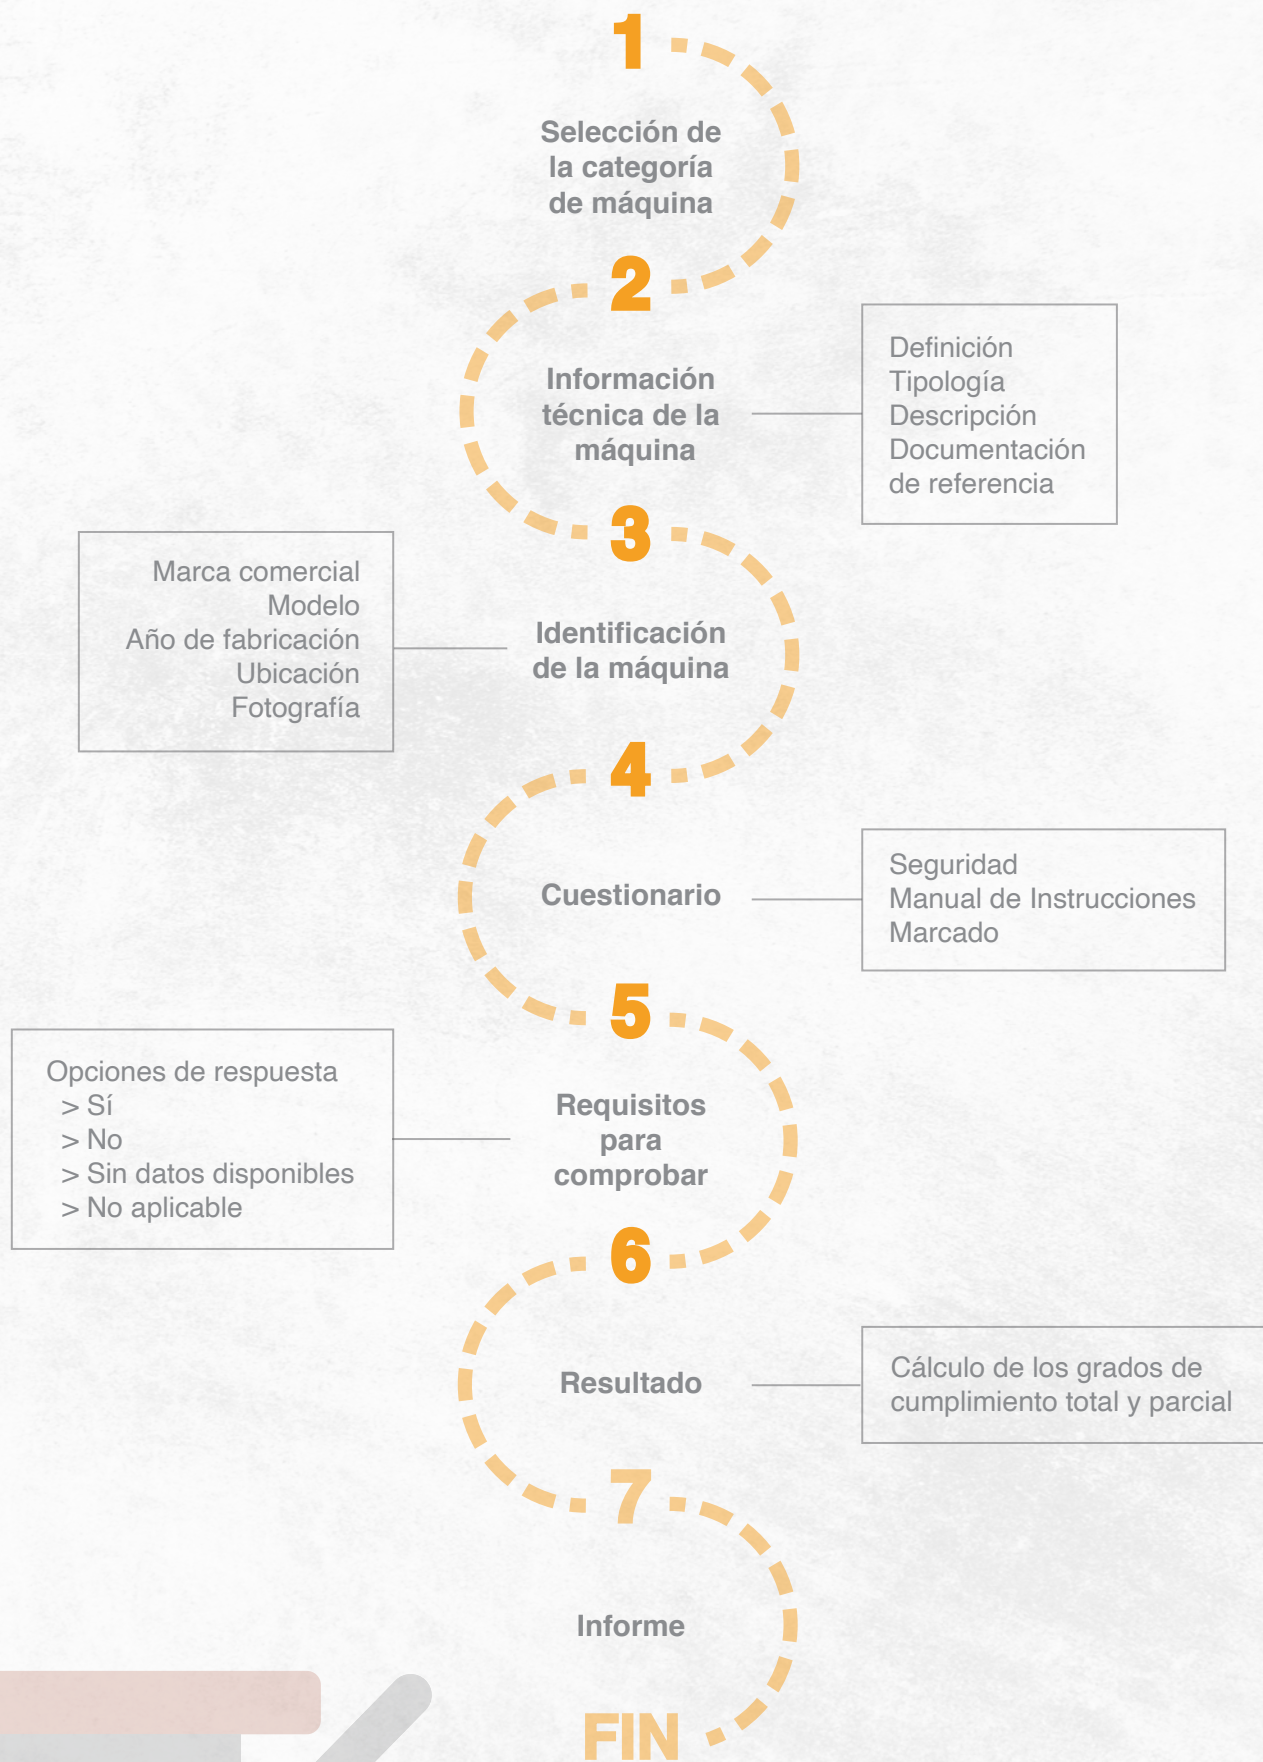 1
Selección de
la categoría
de máquina
2
Información
técnica de la
máquina
Definición
Tipología
Descripción
Documentación
de referencia
3
Identificación
de la máquina
Marca comercial
Modelo
Año de fabricación
Ubicación
Fotografía
4
Cuestionario
Seguridad
Manual de Instrucciones
Marcado
5
Requisitos
para
comprobar
Opciones de respuesta
> Sí
> No
> Sin datos disponibles
> No aplicable
6
Resultado
Cálculo de los grados de
cumplimiento total y parcial
7
Informe
FIN